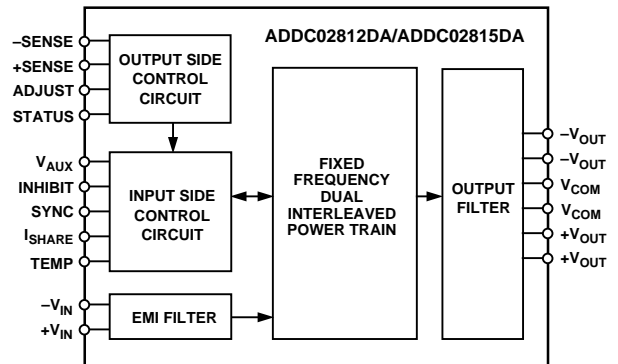 ADDC02812DA/ADDC02815DA
–SENSE
+SENSE
ADJUST
STATUS
OUTPUT SIDE
CONTROL
CIRCUIT
VAUX
INHIBIT
SYNC
ISHARE
TEMP
INPUT SIDE
CONTROL
CIRCUIT
–VIN
+VIN
EMI FILTER
FIXED
FREQUENCY
DUAL
INTERLEAVED
POWER TRAIN
OUTPUT
FILTER
–VOUT
–VOUT
VCOM
VCOM
+VOUT
+VOUT